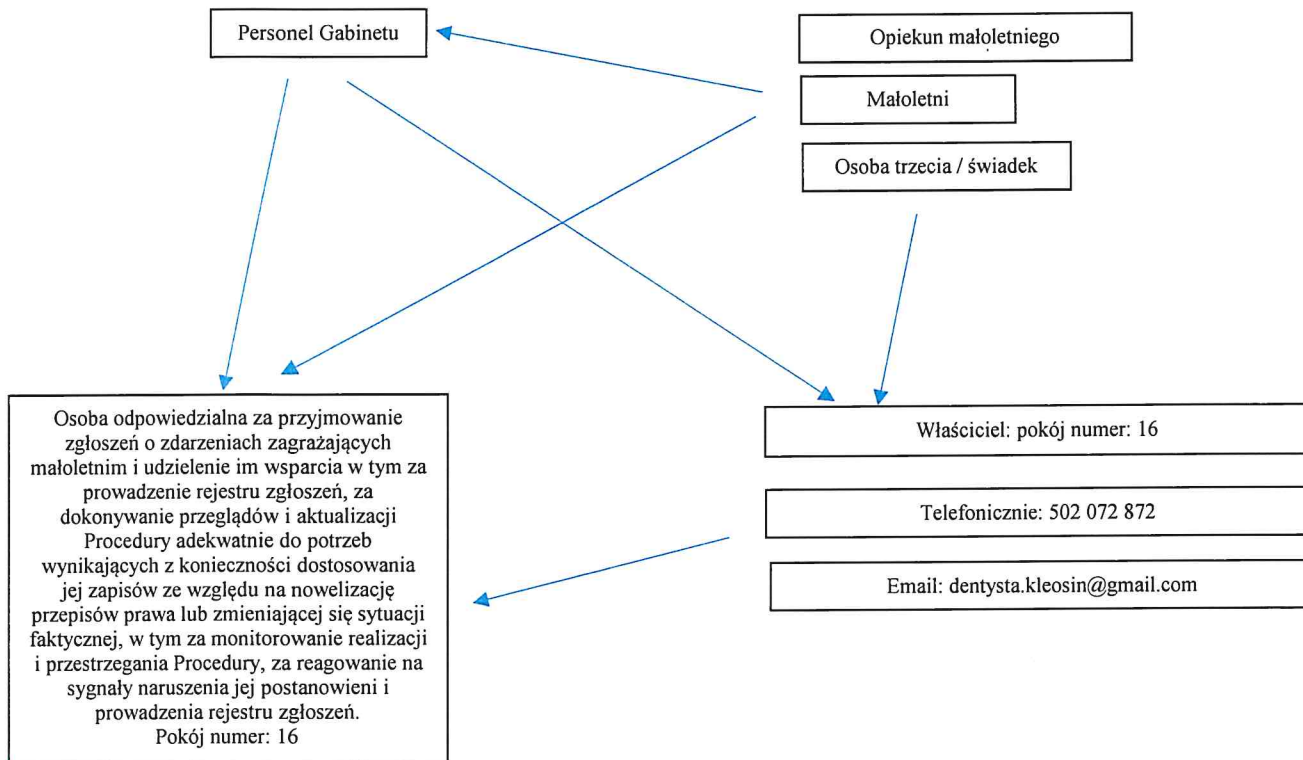 Personel Gabinetu
Opiekun małoletniego
Małoletni
Osoba trzecia / świadek
Osoba odpowiedzialna za przyjmowanie
zgłoszeń o zdarzeniach zagrażających
małoletnim i udzielenie im wsparcia w tym za
prowadzenie rejestru zgłoszeń, za
dokonywanie przeglądów i aktualizacji
Procedury adekwatnie do potrzeb
wynikających z konieczności dostosowania
jej zapisów ze względu na nowelizację
przepisów prawa lub zmieniającej się sytuacji
faktycznej, w tym za monitorowanie realizacji
i przestrzegania Procedury, za reagowanie na
sygnały naruszenia jej postanowieni i
prowadzenia rejestru zgłoszeń.
Pokój numer: 16
Właściciel: pokój numer: 16
Telefonicznie: 502 072 872
Email: dentysta.kleosin@gmail.com